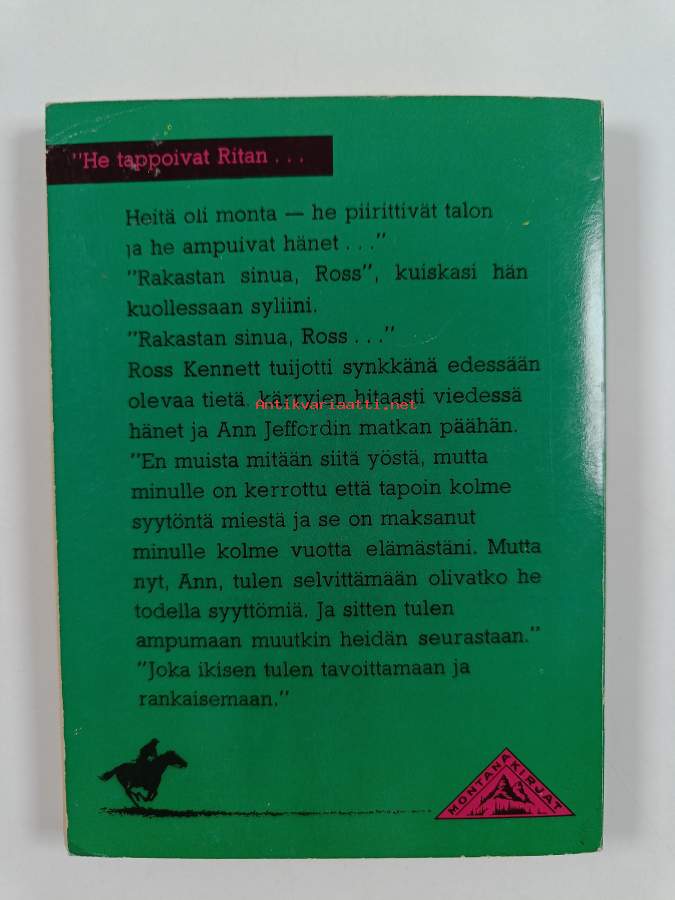 "He tappoivat Ritan . . .
Heitä oli monta — he piirittivät talon
ja he ampuivat hänet . . ."
"Rakastan sinua, Ross", kuiskasi hän
kuollessaan syliini.
"Rakastan sinua, Ross . . ."
Ross Kennett tuijotti synkkänä edessään
olevaa tietä. kärryjen hitaasti viedessä
Antikvariaatti.net
hänet ja Ann Jeffordin matkan päähän.
"En muista mitään siitä yöstä, mutta
minulle on kerrottu että tapoin kolme
syytöntä miestä ja se on maksanut
minulle kolme vuotta elämästäni. Mutta
nyt, Ann, tulen selvittämään olivatko he
todella syyttömiä. Ja sitten tulen
ampumaan muutkin heidän seurastaan."
"Joka ikisen tulen tavoittamaan ja
rankaisemaan."
MONTANA KIRJAT